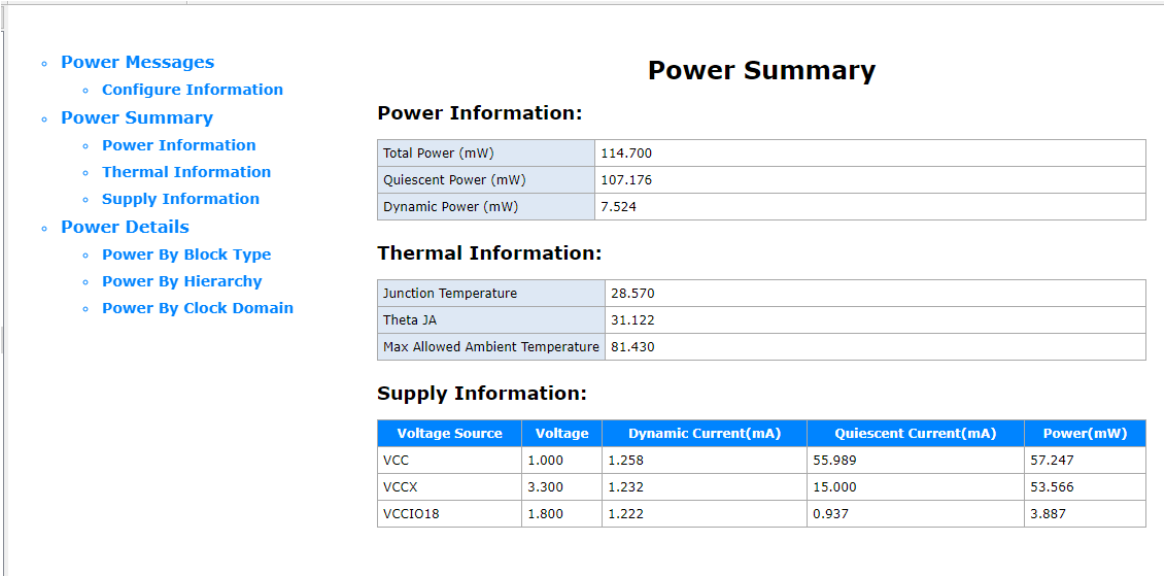 Power Messages
Configure Information
Power Summary
Power Information
Thermal Information
Supply Information
Power Details
Power By Block Type
Power By Hierarchy
Power By Clock Domain
Power Summary
Power Information:
Total Power (mW) 114.700
Quiescent Power (mW) 107.176
Dynamic Power (mW) 7.524
Thermal Information:
Junction Temperature 28.570
Theta JA 31.122
Max Allowed Ambient Temperature 81.430
Supply Information:
Voltage Source Voltage Dynamic Current(mA) Quiescent Current(mA) Power(mW)
VCC 1.000 1.258 55.989 57.247
VCCX 3.300 1.232 15.000 53.566
VCCIO18 1.800 1.222 0.937 3.887